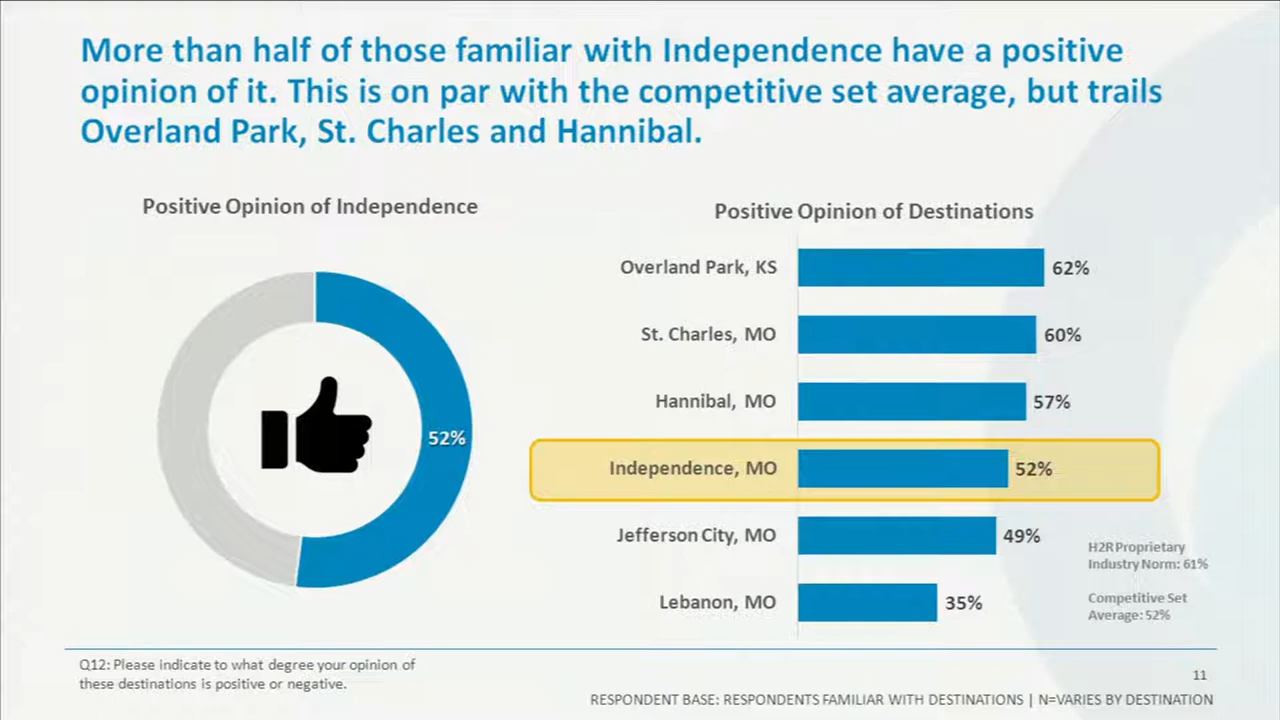 More than half of those familiar with Independence have a positive
opinion of it. This is on par with the competitive set average, but trails
Overland Park, St. Charles and Hannibal.
Positive Opinion of Independence
52%
Positive Opinion of Destinations
Overland Park, KS 62%
St. Charles, MO 60%
Hannibal, MO 57%
Independence, MO 52%
Jefferson City, MO 49%
Lebanon, MO 35%
H2R Proprietary
Industry Norm: 61%
Competitive Set
Average: 52%
Q12: Please indicate to what degree your opinion of
these destinations is positive or negative.
11
RESPONDENT BASE: RESPONDENTS FAMILIAR WITH DESTINATIONS | N=VARIES BY DESTINATION